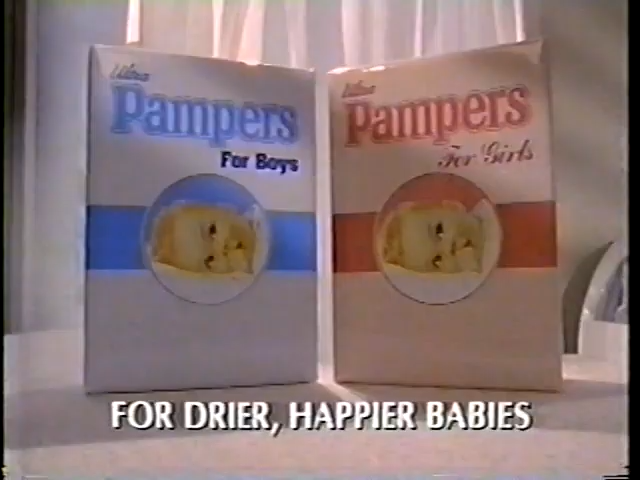 Ultra
Pampers
For Boys
Ultra
Pampers
For Girls
FOR DRIER, HAPPIER BABIES